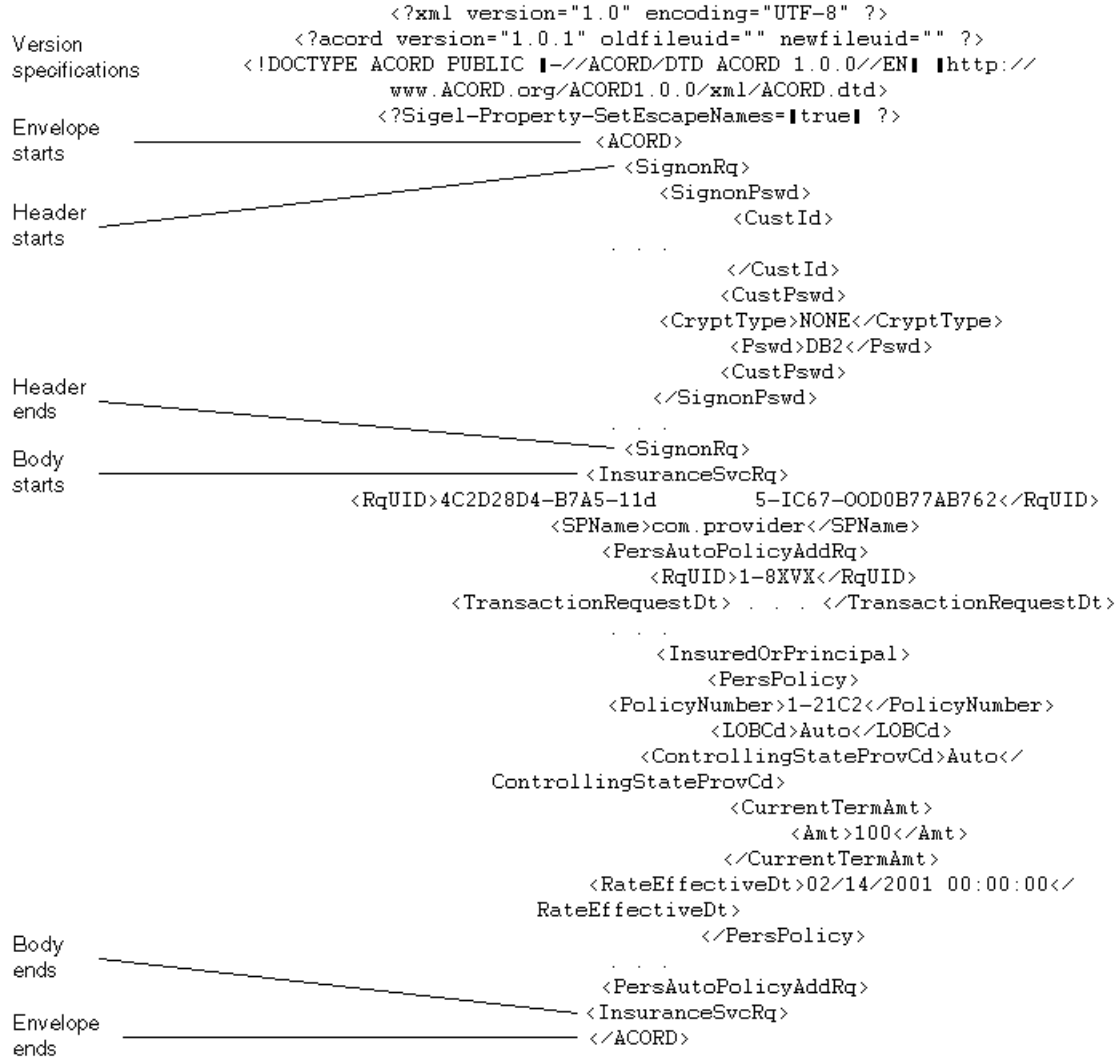 <?xml version="1.0" encoding="UTF-8" ?>
Version
specifications
<?acord version="1.0.1" oldfileuid="" newfileuid="" ?>
<!DOCTYPE ACORD PUBLIC ▮-//ACORD/DTD ACORD 1.0.0//EN▮ ▮http://
www.ACORD.org/ACORD1.0.0/xml/ACORD.dtd>
<?Sigel-Property-SetEscapeNames=▮true▮ ?>
Envelope
starts
<ACORD>
<SignonRq>
<SignonPswd>
<CustId>
Header
starts
. . .
</CustId>
<CustPswd>
<CryptType>NONE</CryptType>
<Pswd>DB2</Pswd>
<CustPswd>
</SignonPswd>
Header
ends
. . .
<SignonRq>
Body
starts
<InsuranceSvcRq>
<RqUID>4C2D28D4-B7A5-11d 5-IC67-OOD0B77AB762</RqUID>
<SPName>com.provider</SPName>
<PersAutoPolicyAddRq>
<RqUID>1-8XVX</RqUID>
<TransactionRequestDt> . . . </TransactionRequestDt>
. . .
<InsuredOrPrincipal>
<PersPolicy>
<PolicyNumber>1-21C2</PolicyNumber>
<LOBCd>Auto</LOBCd>
<ControllingStateProvCd>Auto</
ControllingStateProvCd>
<CurrentTermAmt>
<Amt>100</Amt>
</CurrentTermAmt>
<RateEffectiveDt>02/14/2001 00:00:00</
RateEffectiveDt>
</PersPolicy>
Body
ends
. . .
<PersAutoPolicyAddRq>
<InsuranceSvcRq>
Envelope
ends
</ACORD>